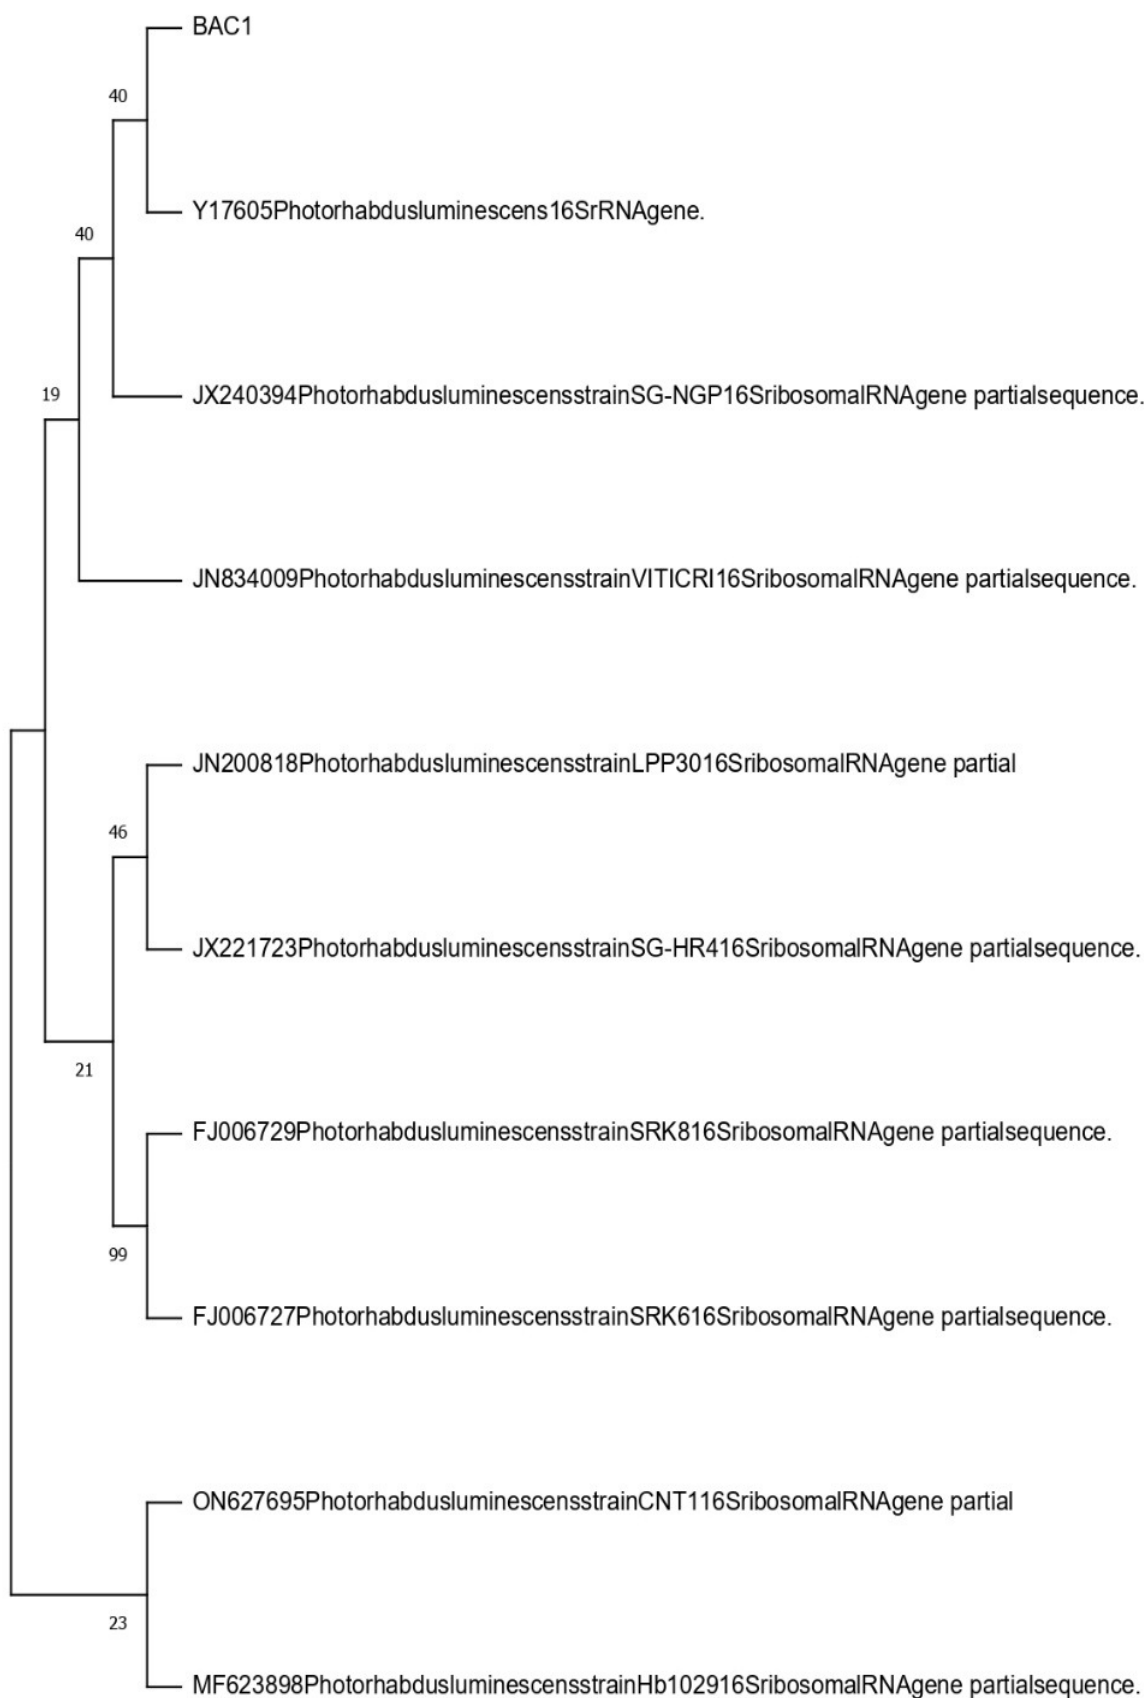 BAC1
40
Y17605Photorhabdusluminescens16SrRNAgene.
40
JX240394PhotorhabdusluminescensstrainSG-NGP16SribosomalRNAgene partialsequence.
19
JN834009PhotorhabdusluminescensstrainVITICRI16SribosomalRNAgene partialsequence.
JN200818PhotorhabdusluminescensstrainLPP3016SribosomalRNAgene partial
46
JX221723PhotorhabdusluminescensstrainSG-HR416SribosomalRNAgene partialsequence.
21
FJ006729PhotorhabdusluminescensstrainSRK816SribosomalRNAgene partialsequence.
99
FJ006727PhotorhabdusluminescensstrainSRK616SribosomalRNAgene partialsequence.
ON627695PhotorhabdusluminescensstrainCNT116SribosomalRNAgene partial
23
MF623898PhotorhabdusluminescensstrainHb102916SribosomalRNAgene partialsequence.